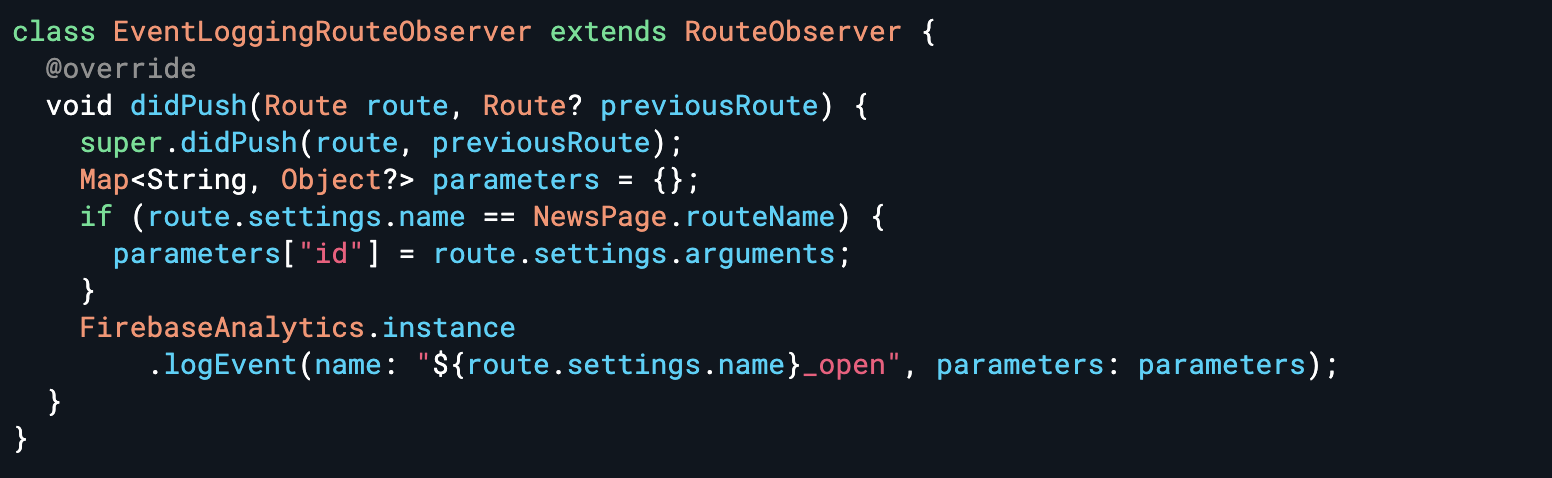 class EventLoggingRouteObserver extends RouteObserver {
  @override
  void didPush(Route route, Route? previousRoute) {
    super.didPush(route, previousRoute);
    Map<String, Object?> parameters = {};
    if (route.settings.name == NewsPage.routeName) {
      parameters["id"] = route.settings.arguments;
    }
    FirebaseAnalytics.instance
        .logEvent(name: "${route.settings.name}_open", parameters: parameters);
  }
}